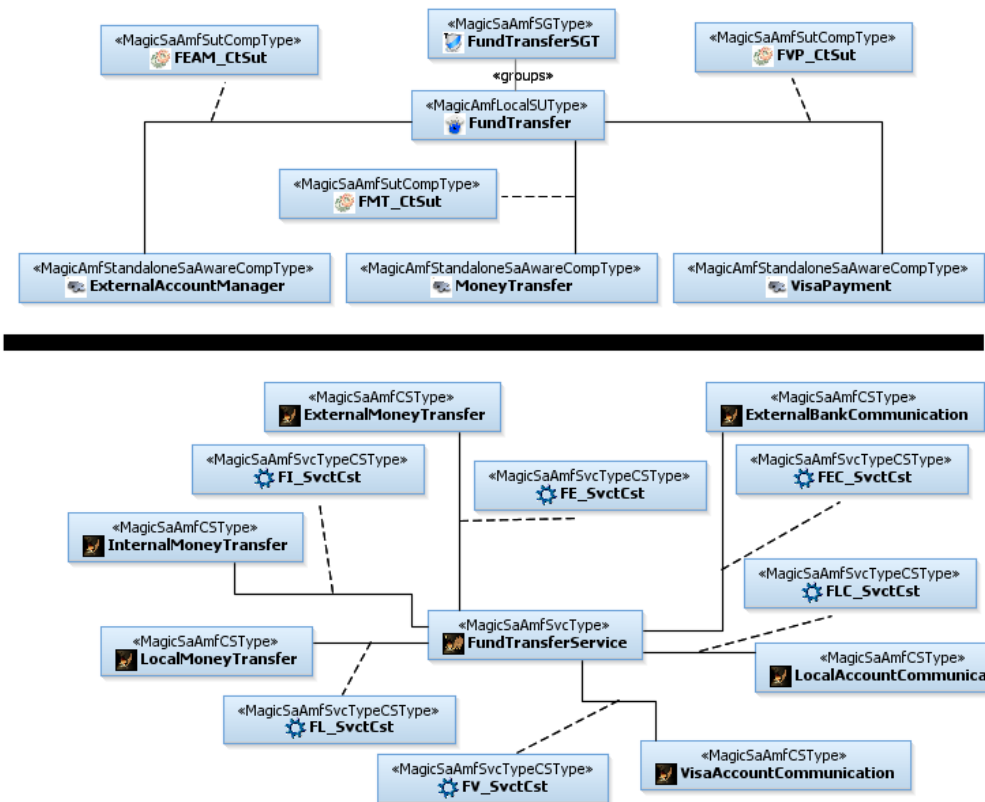 «MagicSaAmfSGType»
FundTransferSGT
«MagicSaAmfSutCompType»
FEAM_CtSut
«MagicSaAmfSutCompType»
FVP_CtSut
«groups»
«MagicAmfLocalSUType»
FundTransfer
«MagicSaAmfSutCompType»
FMT_CtSut
«MagicAmfStandaloneSaAwareCompType»
ExternalAccountManager
«MagicAmfStandaloneSaAwareCompType»
MoneyTransfer
«MagicAmfStandaloneSaAwareCompType»
VisaPayment
«MagicSaAmfCSType»
ExternalMoneyTransfer
«MagicSaAmfCSType»
ExternalBankCommunication
«MagicSaAmfSvcTypeCSType»
FI_SvctCst
«MagicSaAmfSvcTypeCSType»
FE_SvctCst
«MagicSaAmfSvcTypeCSType»
FEC_SvctCst
«MagicSaAmfCSType»
InternalMoneyTransfer
«MagicSaAmfSvcTypeCSType»
FLC_SvctCst
«MagicSaAmfSvcType»
FundTransferService
«MagicSaAmfCSType»
LocalMoneyTransfer
«MagicSaAmfCSType»
LocalAccountCommunica
«MagicSaAmfSvcTypeCSType»
FL_SvctCst
«MagicSaAmfSvcTypeCSType»
FV_SvctCst
«MagicSaAmfCSType»
VisaAccountCommunication